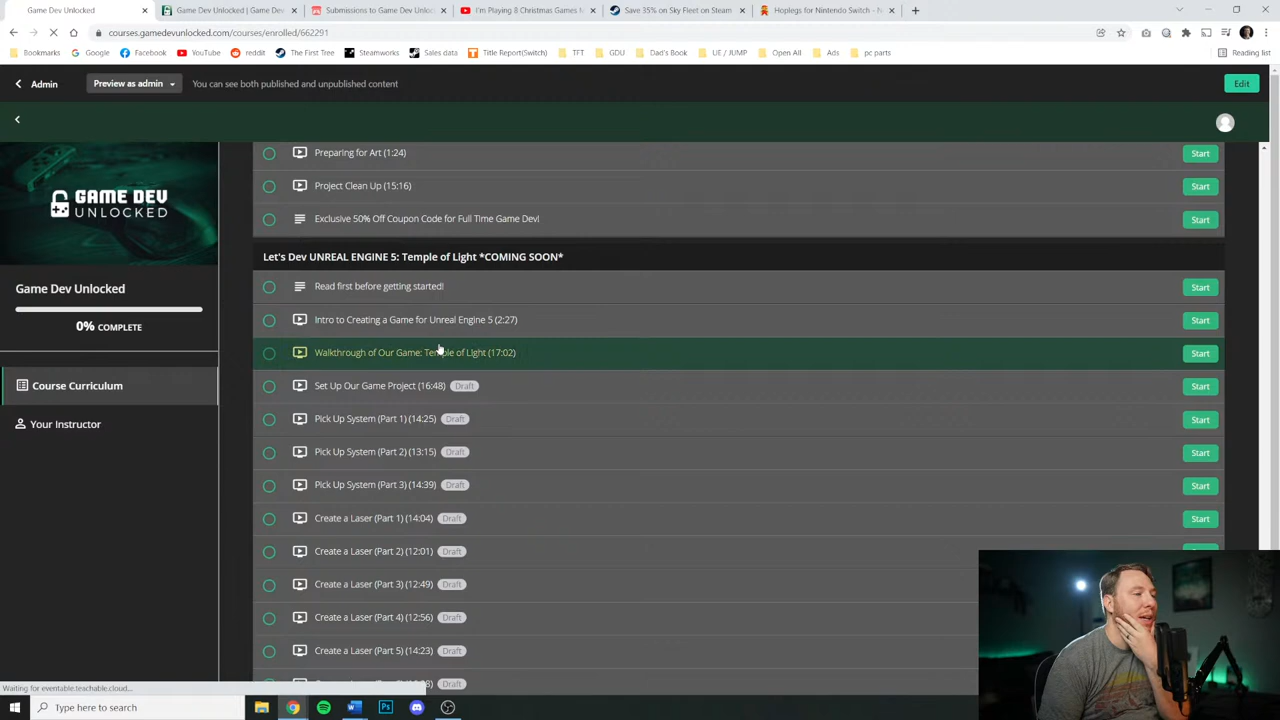 Game Dev Unlocked
Game Dev Unlocked | Game Dev
Submissions to Game Dev Unlocked
I'm Playing 8 Christmas Games
Save 35% on Sky Fleet on Steam
Hoplegs for Nintendo Switch - N
courses.gamedevunlocked.com/courses/enrolled/662291
Bookmarks Google Facebook YouTube reddit The First Tree Steamworks Sales data Title Report(Switch) TFT GDU Dad's Book UE / JUMP Open All Ads pc parts Reading list
Admin Preview as admin You can see both published and unpublished content Edit
GAME DEV
UNLOCKED
Game Dev Unlocked
0% COMPLETE
Course Curriculum
Your Instructor
Preparing for Art (1:24) Start
Project Clean Up (15:16) Start
Exclusive 50% Off Coupon Code for Full Time Game Dev! Start
Let's Dev UNREAL ENGINE 5: Temple of Light *COMING SOON*
Read first before getting started! Start
Intro to Creating a Game for Unreal Engine 5 (2:27) Start
Walkthrough of Our Game: Temple of Light (17:02) Start
Set Up Our Game Project (16:48) Draft Start
Pick Up System (Part 1) (14:25) Draft Start
Pick Up System (Part 2) (13:15) Draft Start
Pick Up System (Part 3) (14:39) Draft Start
Create a Laser (Part 1) (14:04) Draft Start
Create a Laser (Part 2) (12:01) Draft
Create a Laser (Part 3) (12:49) Draft
Create a Laser (Part 4) (12:56) Draft
Create a Laser (Part 5) (14:23) Draft
Draft
Waiting for eventable.teachable.cloud...
Type here to search